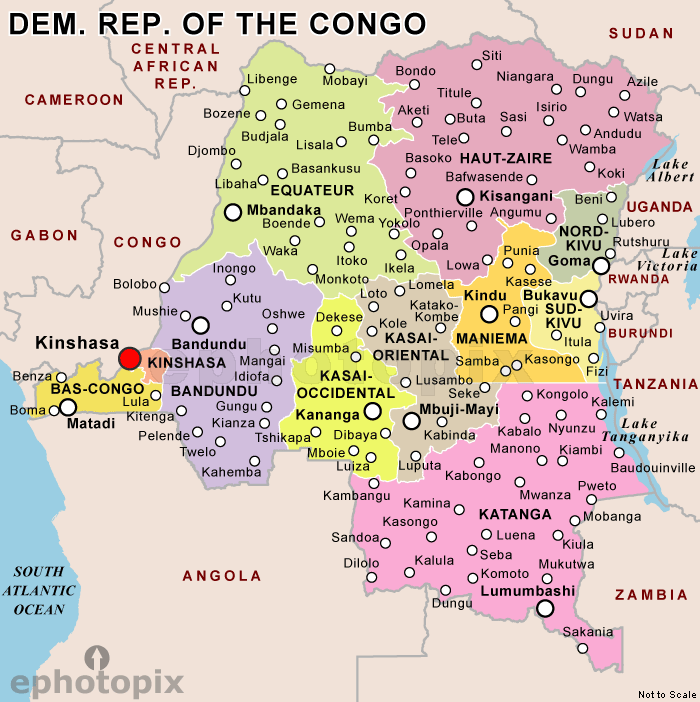 DEM. REP. OF THE CONGO
SUDAN
CENTRAL
AFRICAN
REP.
CAMEROON
GABON
CONGO
UGANDA
RWANDA
BURUNDI
TANZANIA
ZAMBIA
ANGOLA
Lake
Albert
Lake
Victoria
Lake
Tanganyika
SOUTH
ATLANTIC
OCEAN
Libenge
Mobayi
Gemena
Bozene
Budjala
Lisala
Bumba
Djombo
Basankusu
Libaha
EQUATEUR
Mbandaka
Boende
Wema
Yokolo
Waka
Itoko
Ikela
Monkoto
Siti
Bondo
Niangara
Dungu
Azile
Titule
Aketi
Buta
Sasi
Isirio
Watsa
Tele
Andudu
Wamba
Basoko
HAUT-ZAIRE
Bafwasende
Koki
Koret
Kisangani
Ponthierville
Angumu
Opala
Lowa
Beni
Lubero
NORD-
KIVU
Rutshuru
Goma
Punia
Kasese
Kindu
Pangi
MANIEMA
Samba
Kasongo
Bukavu
SUD-
KIVU
Uvira
Itula
Fizi
Inongo
Bolobo
Kutu
Mushie
Oshwe
Bandundu
Mangai
Idiofa
BANDUNDU
Gungu
Kitenga
Kianza
Pelende
Twelo
Kahemba
Tshikapa
Kinshasa
KINSHASA
Benza
BAS-CONGO
Boma
Matadi
Lula
Dekese
Misumba
KASAI-
OCCIDENTAL
Kananga
Dibaya
Mboie
Luiza
Lomela
Loto
Katako-
Kombe
Kole
KASAI-
ORIENTAL
Lusambo
Seke
Mbuji-Mayi
Kabinda
Luputa
Kongolo
Kalemi
Kabalo
Nyunzu
Manono
Kiambi
Baudouinville
Kabongo
Kambangu
Mwanza
Pweto
Kamina
KATANGA
Mobanga
Kasongo
Luena
Kiula
Sandoa
Seba
Mukutwa
Dilolo
Kalula
Komoto
Dungu
Lumumbashi
Sakania
ephotopix
ephotopix
Not to Scale